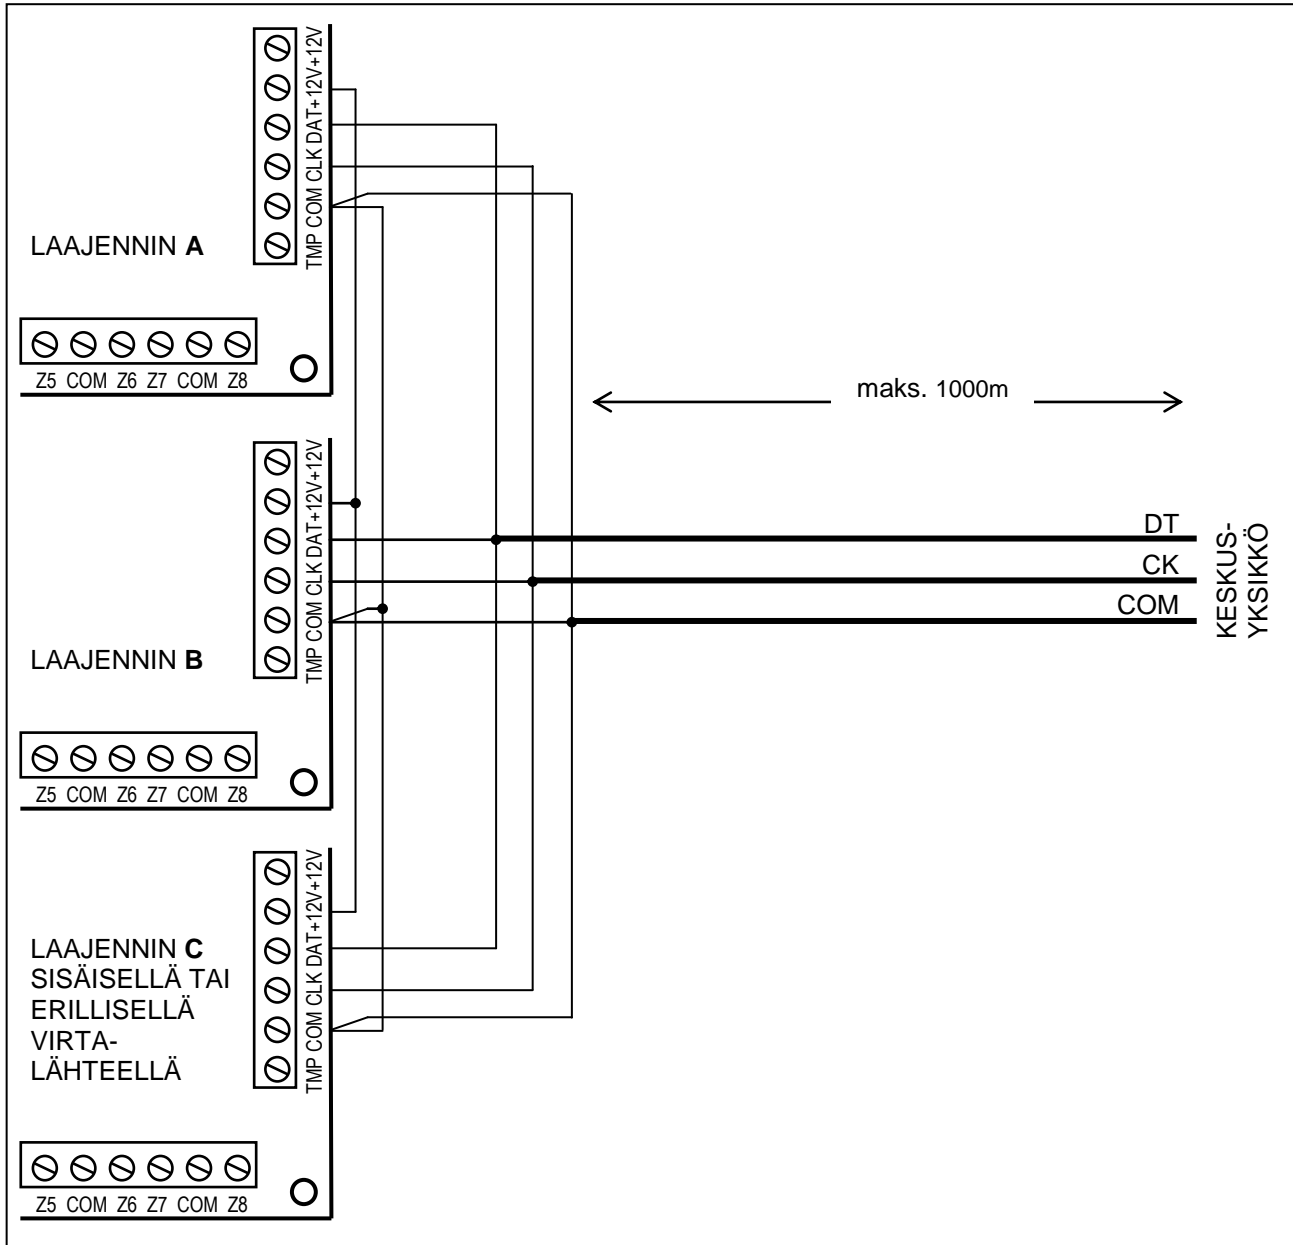 TMP COM CLK DAT+12V+12V
LAAJENNIN A
Z5 COM Z6 Z7 COM Z8
maks. 1000m
TMP COM CLK DAT+12V+12V
DT
CK
COM
KESKUS-
YKSIKKÖ
LAAJENNIN B
Z5 COM Z6 Z7 COM Z8
TMP COM CLK DAT+12V+12V
LAAJENNIN C
SISÄISELLÄ TAI
ERILLISELLÄ
VIRTA-
LÄHTEELLÄ
Z5 COM Z6 Z7 COM Z8